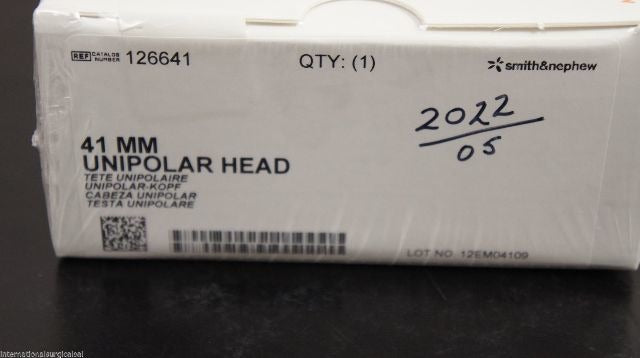 REF CATALOG NUMBER 126641
QTY: (1)
smith&nephew
2022
05
41 MM
UNIPOLAR HEAD
TETE UNIPOLAIRE
UNIPOLAR-KOPF
CABEZA UNIPOLAR
TESTA UNIPOLARE
LOT NO. 12EM04109
internationalsurgicalsal